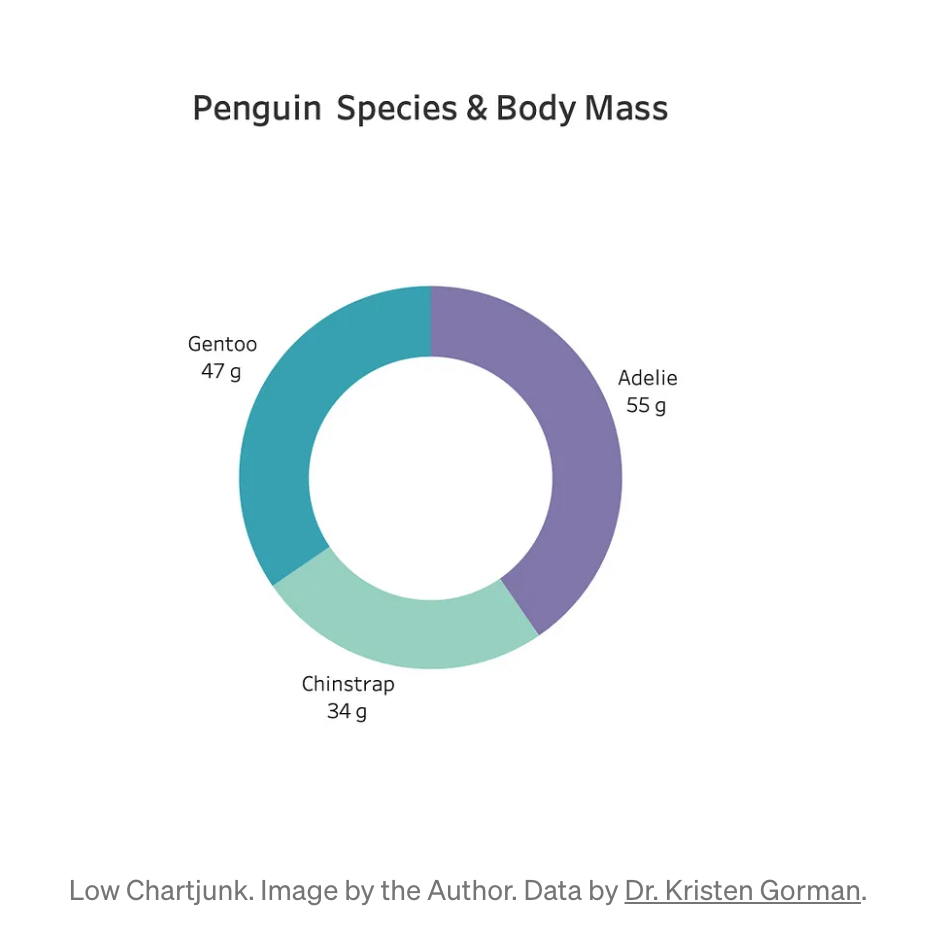 Penguin  Species & Body Mass
Gentoo
47 g
Adelie
55 g
Chinstrap
34 g
Low Chartjunk. Image by the Author. Data by Dr. Kristen Gorman.